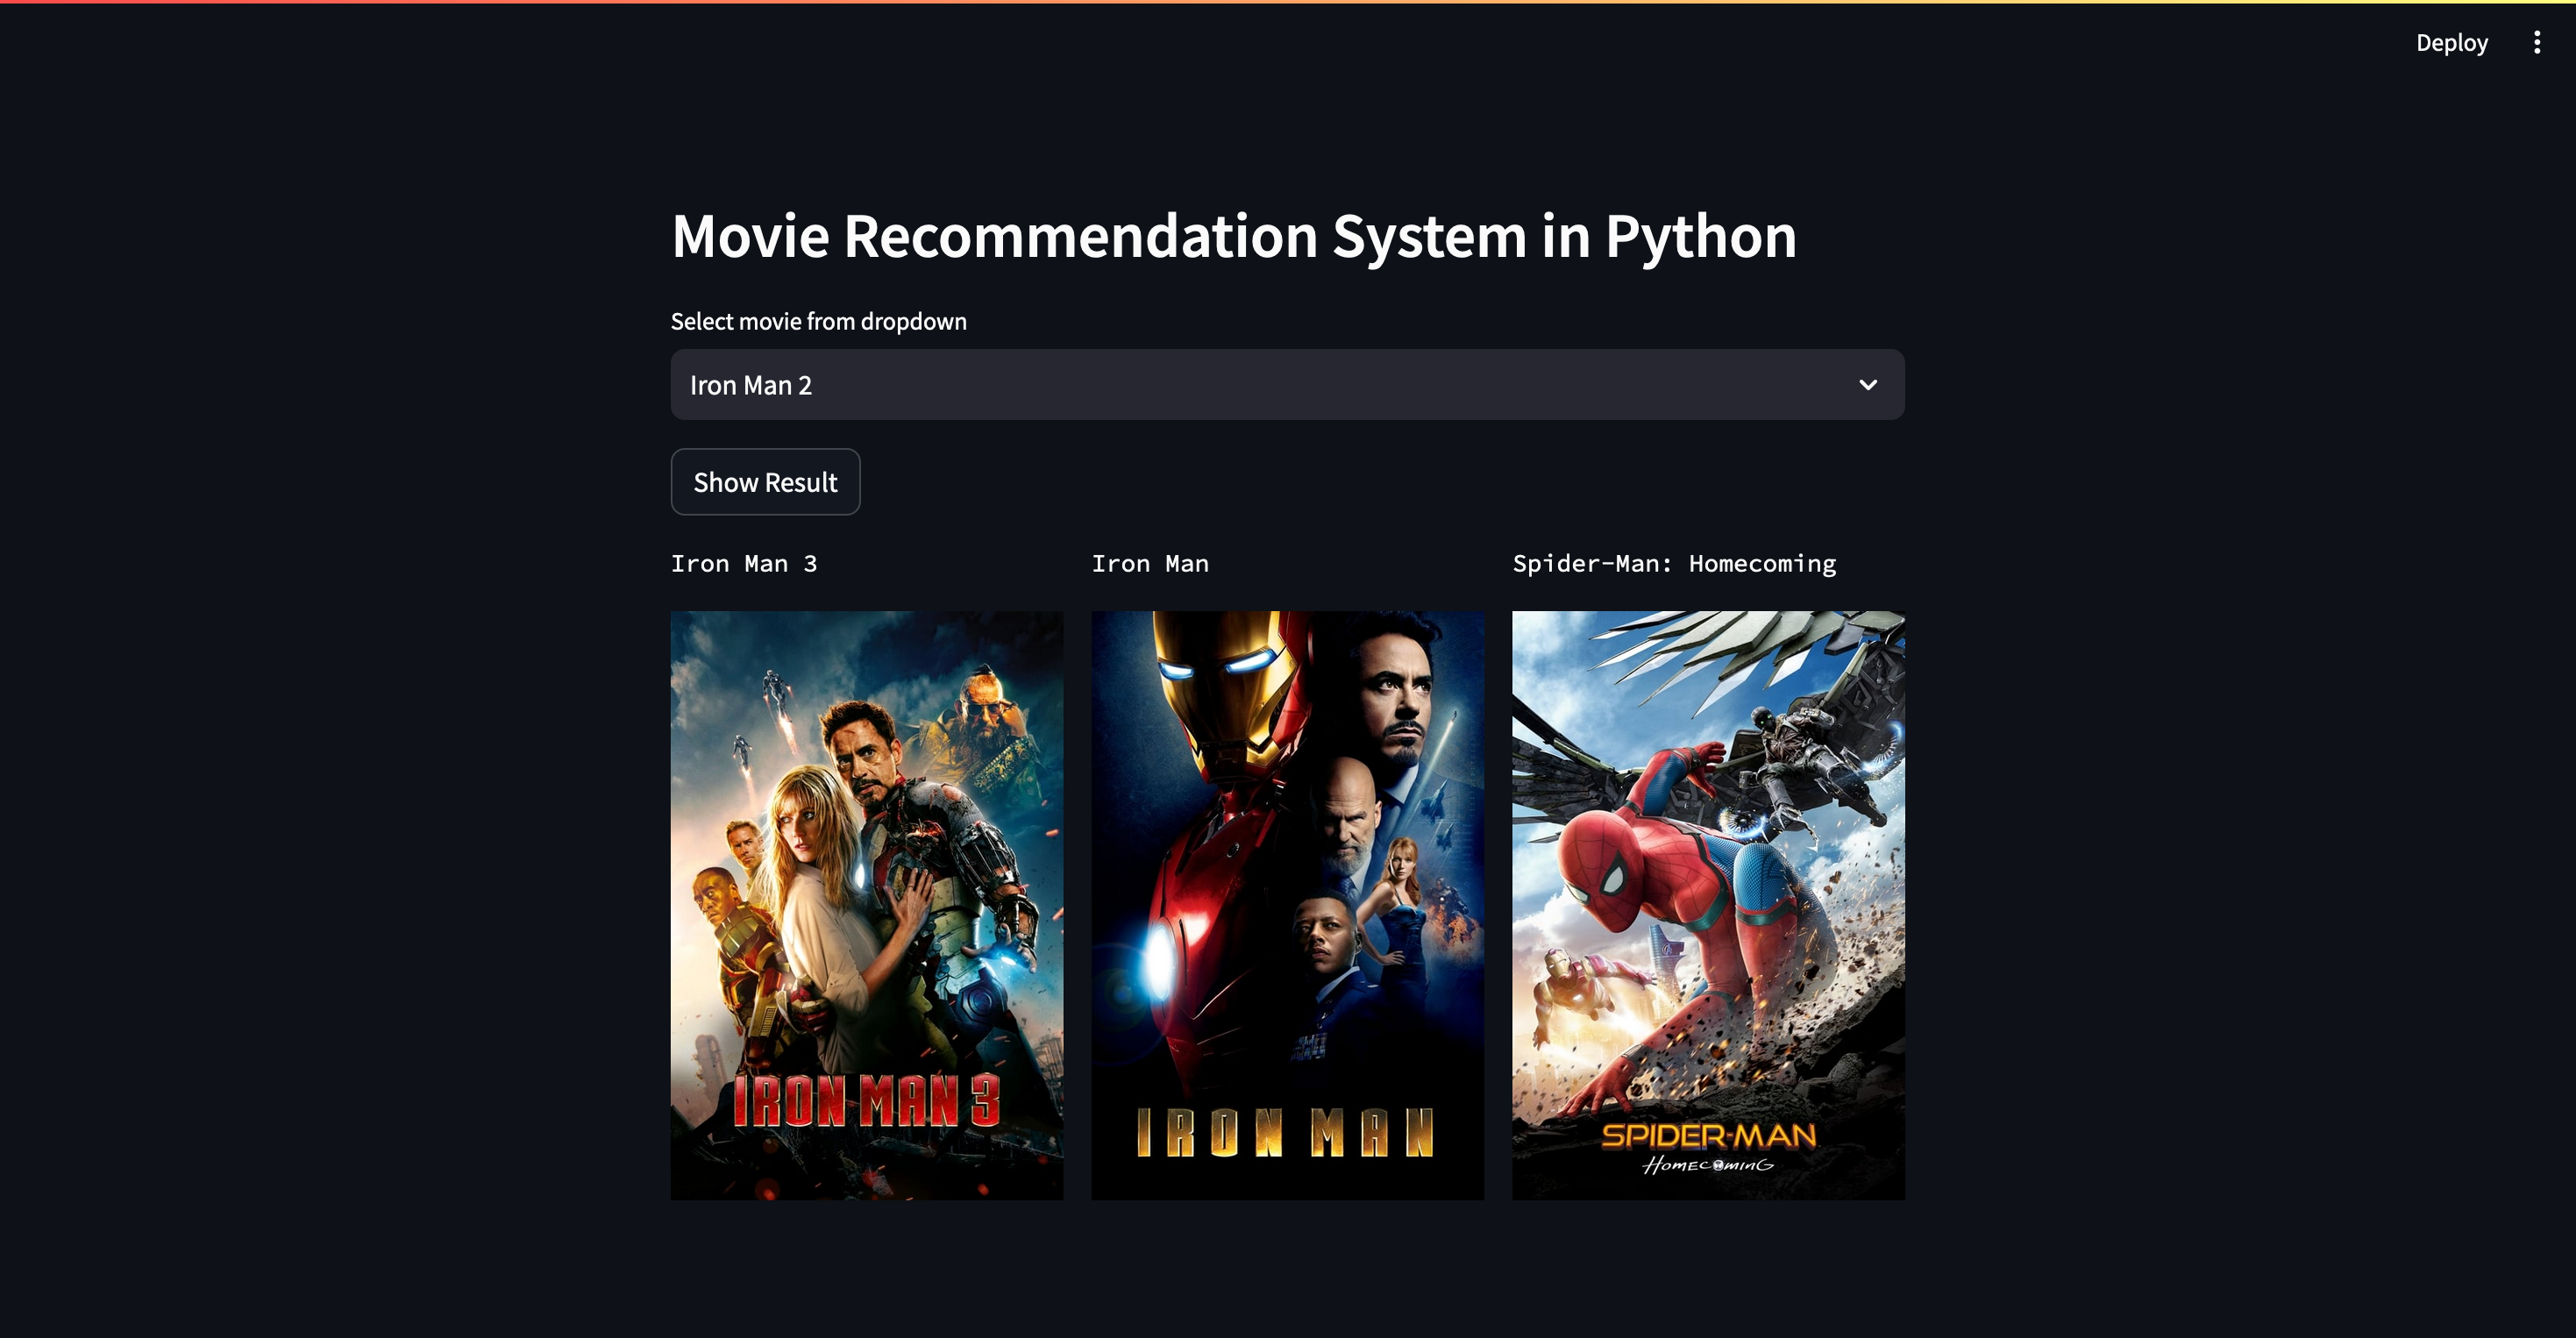 Deploy
Movie Recommendation System in Python
Select movie from dropdown
Iron Man 2
Show Result
Iron Man 3
Iron Man
Spider-Man: Homecoming
IRON MAN 3
IRON MAN
SPIDER-MAN
HOMECOMING